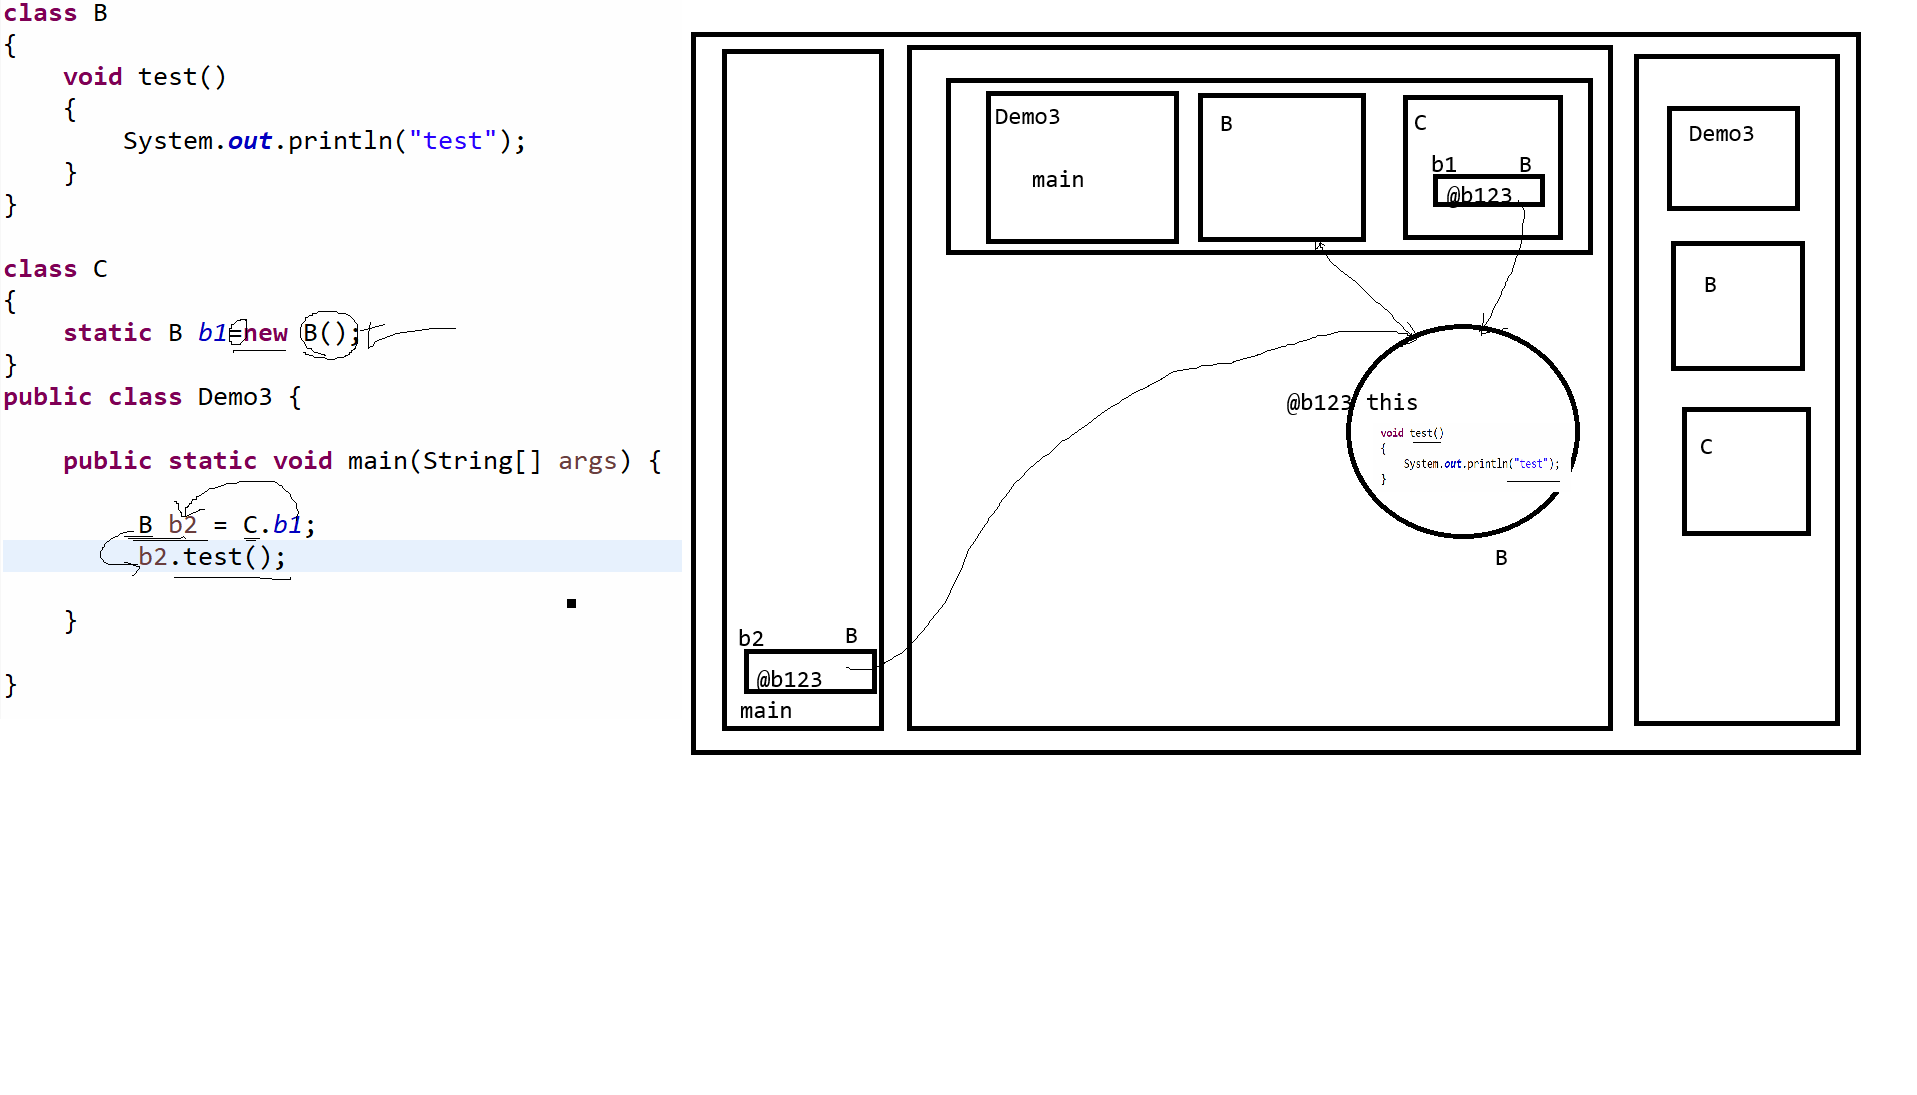 class B
{
    void test()
    {
        System.out.println("test");
    }
}
class C
{
    static B b1=new B();
}
public class Demo3 {
    public static void main(String[] args) {
        B b2 = C.b1;
        b2.test();
    }
}
b2 B
@b123
main
Demo3
main
B
C
b1 B
@b123
@b123 this
void test()
{
    System.out.println("test");
}
B
Demo3
B
C